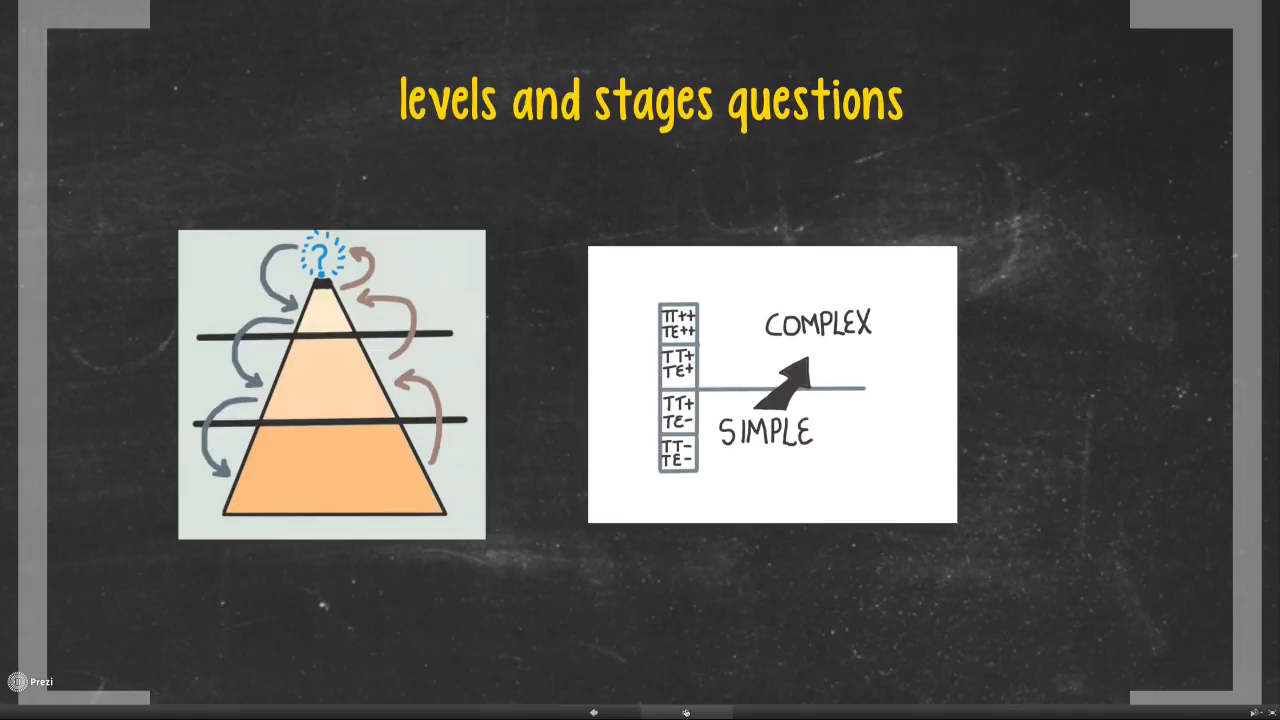 levels and stages questions
?
TT++
TE++
TT+
TE+
TT+
TE-
TT-
TE-
COMPLEX
SIMPLE
Prezi